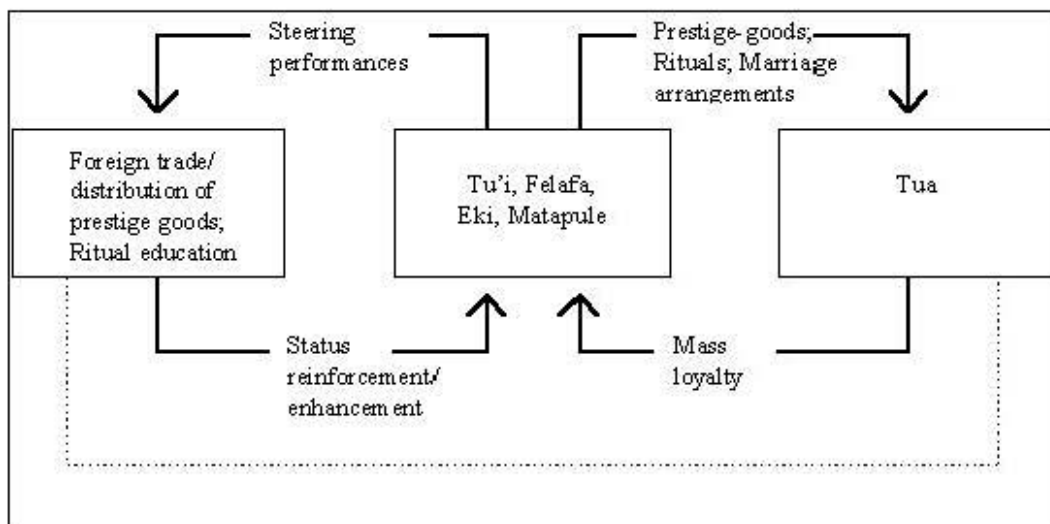 Steering
performances
Prestige-goods;
Rituals; Marriage
arrangements
Foreign trade/
distribution of
prestige goods;
Ritual education
Tu'i, Felafa,
Eki, Matapule
Tua
Status
reinforcement/
enhancement
Mass
loyalty